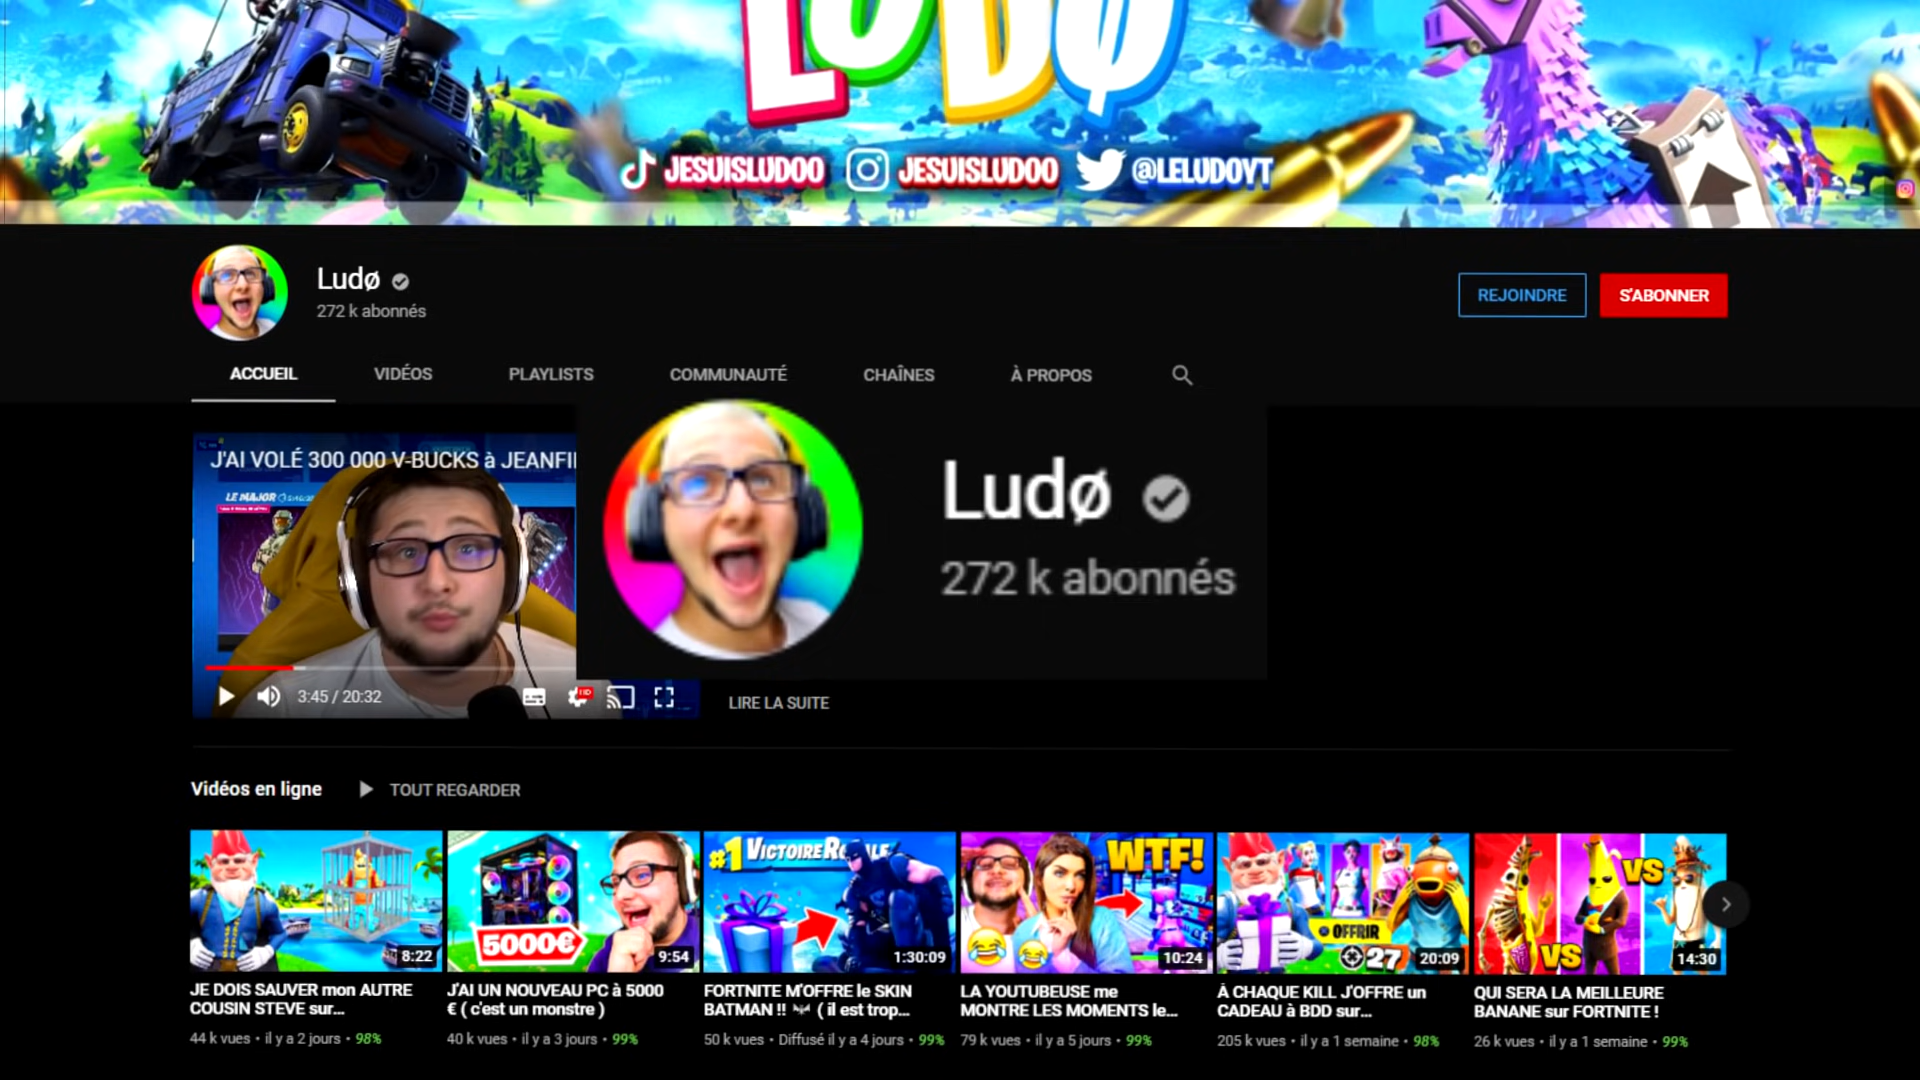 LUDØ
JESUISLUDOO JESUISLUDOO @LELUDOYT
Ludø
272 k abonnés
REJOINDRE S'ABONNER
ACCUEIL VIDÉOS PLAYLISTS COMMUNAUTÉ CHAÎNES À PROPOS
J'AI VOLÉ 300 000 V-BUCKS à JEANFI
LE MAJOR
Ludø
272 k abonnés
3:45 / 20:32
HD
LIRE LA SUITE
Vidéos en ligne TOUT REGARDER
8:22
5000€
9:54
#1 VICTOIRE ROYALE
1:30:09
WTF!
10:24
OFFRIR
27
20:09
VS
VS
14:30
JE DOIS SAUVER mon AUTRE
COUSIN STEVE sur...
44 k vues • il y a 2 jours • 98%
J'AI UN NOUVEAU PC à 5000
€ ( c'est un monstre )
40 k vues • il y a 3 jours • 99%
FORTNITE M'OFFRE le SKIN
BATMAN !! 🦇 ( il est trop...
50 k vues • Diffusé il y a 4 jours • 99%
LA YOUTUBEUSE me
MONTRE LES MOMENTS le...
79 k vues • il y a 5 jours • 99%
À CHAQUE KILL J'OFFRE un
CADEAU à BDD sur...
205 k vues • il y a 1 semaine • 98%
QUI SERA LA MEILLEURE
BANANE sur FORTNITE !
26 k vues • il y a 1 semaine • 99%